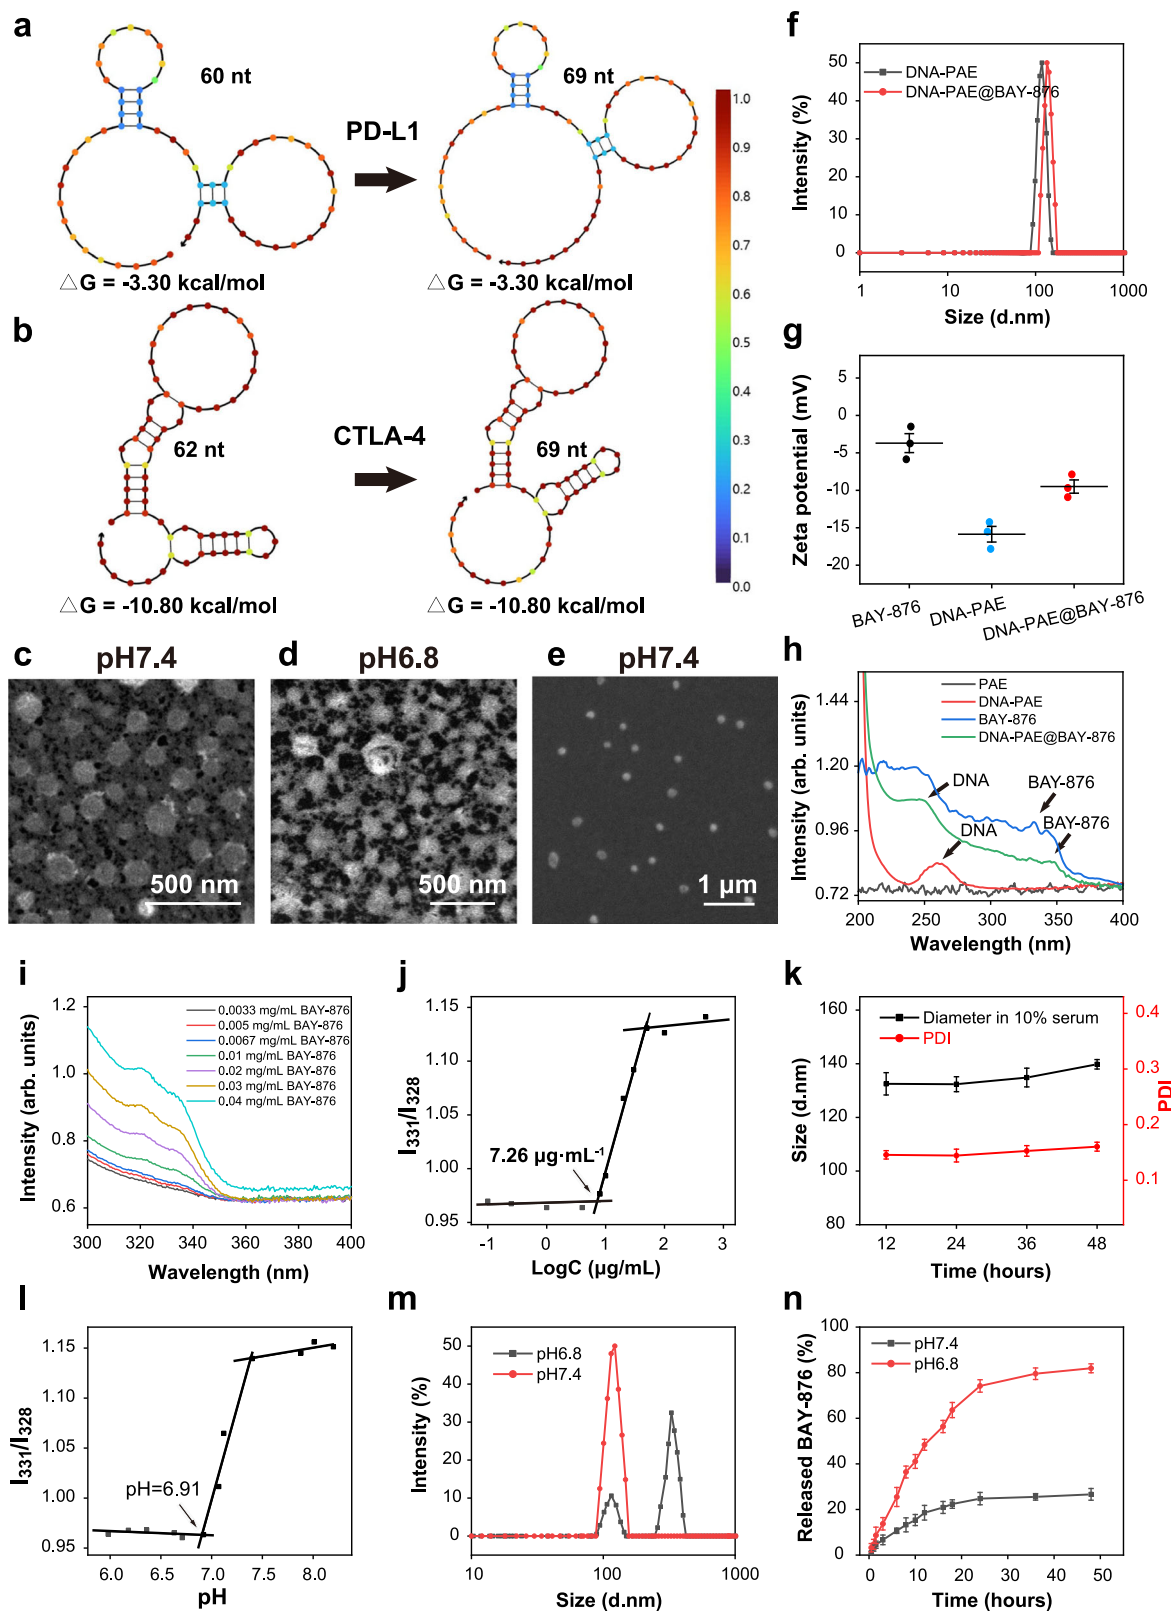 a
60 nt
PD-L1
69 nt
△G = -3.30 kcal/mol
△G = -3.30 kcal/mol
b
62 nt
CTLA-4
69 nt
△G = -10.80 kcal/mol
△G = -10.80 kcal/mol
1.0
0.9
0.8
0.7
0.6
0.5
0.4
0.3
0.2
0.1
0.0
f
DNA-PAE
DNA-PAE@BAY-876
Intensity (%)
50
40
30
20
10
0
1
10
100
1000
Size (d.nm)
g
Zeta potential (mV)
5
0
-5
-10
-15
-20
BAY-876
DNA-PAE
DNA-PAE@BAY-876
c
pH7.4
500 nm
d
pH6.8
500 nm
e
pH7.4
1 μm
h
PAE
DNA-PAE
BAY-876
DNA-PAE@BAY-876
DNA
DNA
BAY-876
BAY-876
Intensity (arb. units)
1.44
1.20
0.96
0.72
200
250
300
350
400
Wavelength (nm)
i
0.0033 mg/mL BAY-876
0.005 mg/mL BAY-876
0.0067 mg/mL BAY-876
0.01 mg/mL BAY-876
0.02 mg/mL BAY-876
0.03 mg/mL BAY-876
0.04 mg/mL BAY-876
Intensity (arb. units)
1.2
1.0
0.8
0.6
300
320
340
360
380
400
Wavelength (nm)
j
I331/I328
1.15
1.10
1.05
1.00
0.95
7.26 μg·mL-1
-1
0
1
2
3
LogC (μg/mL)
k
Diameter in 10% serum
PDI
Size (d.nm)
160
140
120
100
80
0.4
0.3
0.2
0.1
PDI
12
24
36
48
Time (hours)
l
I331/I328
1.15
1.10
1.05
1.00
0.95
pH=6.91
6.0
6.5
7.0
7.5
8.0
pH
m
pH6.8
pH7.4
Intensity (%)
50
40
30
20
10
0
10
100
1000
Size (d.nm)
n
pH7.4
pH6.8
Released BAY-876 (%)
100
80
60
40
20
0
0
10
20
30
40
50
Time (hours)